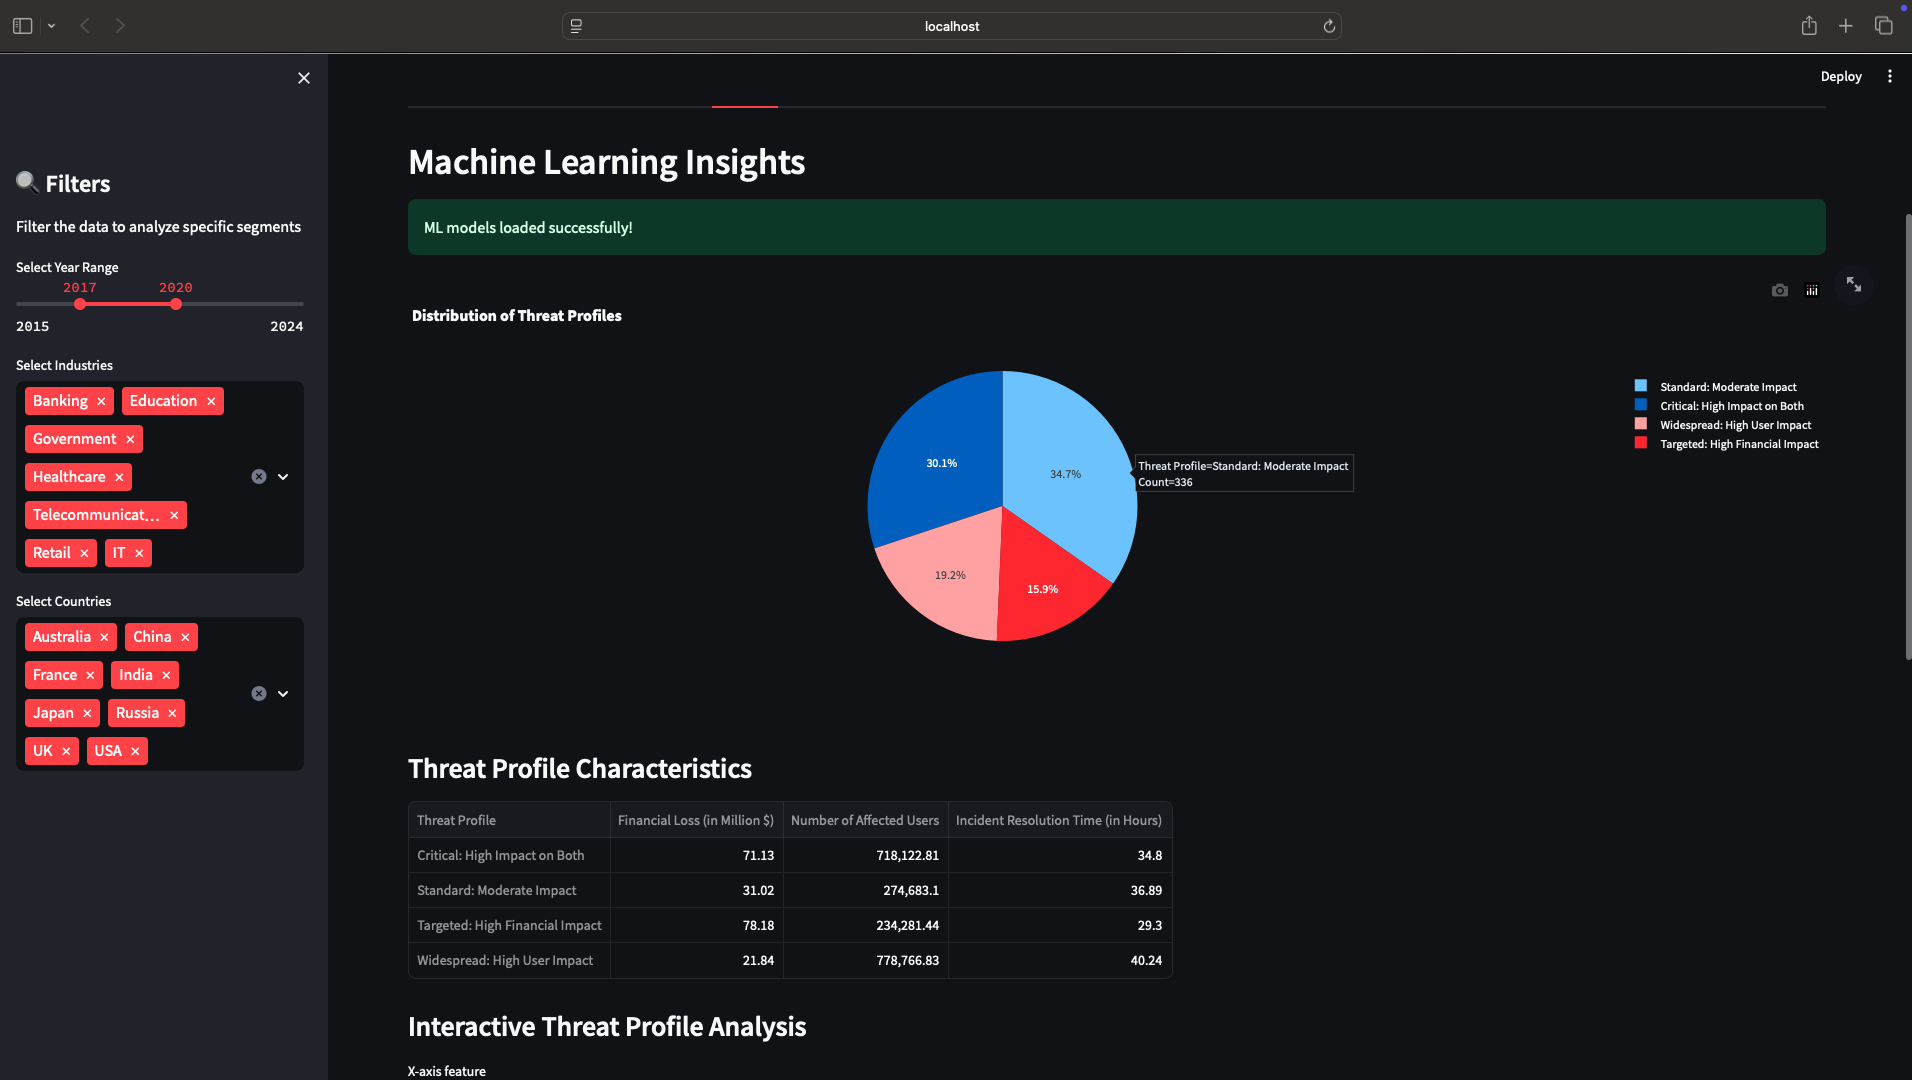 localhost
Deploy
Filters
Filter the data to analyze specific segments
Select Year Range
2017 2020
2015 2024
Select Industries
Banking Education
Government
Healthcare
Telecommunicat...
Retail IT
Select Countries
Australia China
France India
Japan Russia
UK USA
Machine Learning Insights
ML models loaded successfully!
Distribution of Threat Profiles
30.1%
34.7%
19.2%
15.9%
Threat Profile=Standard: Moderate Impact
Count=336
Standard: Moderate Impact
Critical: High Impact on Both
Widespread: High User Impact
Targeted: High Financial Impact
Threat Profile Characteristics
Threat Profile Financial Loss (in Million $) Number of Affected Users Incident Resolution Time (in Hours)
Critical: High Impact on Both 71.13 718,122.81 34.8
Standard: Moderate Impact 31.02 274,683.1 36.89
Targeted: High Financial Impact 78.18 234,281.44 29.3
Widespread: High User Impact 21.84 778,766.83 40.24
Interactive Threat Profile Analysis
X-axis feature